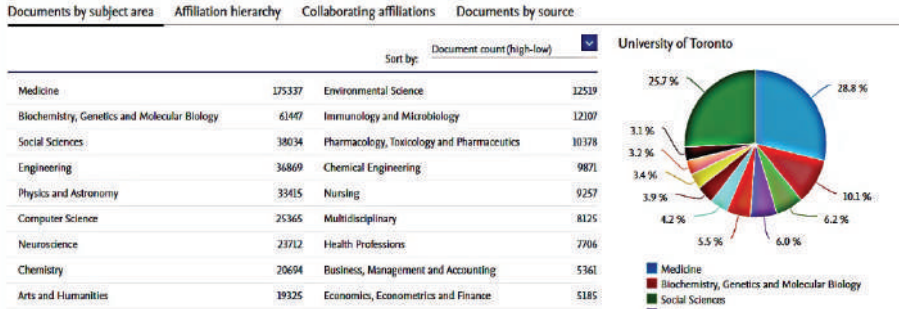 Documents by subject area Affiliation hierarchy Collaborating affiliations Documents by source
Sort by: Document count (high-low)
University of Toronto
Medicine 175337 Environmental Science 12519
Biochemistry, Genetics and Molecular Biology 61447 Immunology and Microbiology 12107
Social Sciences 38034 Pharmacology, Toxicology and Pharmaceutics 10378
Engineering 36869 Chemical Engineering 9871
Physics and Astronomy 33415 Nursing 9257
Computer Science 25365 Multidisciplinary 8125
Neuroscience 23712 Health Professions 7706
Chemistry 20694 Business, Management and Accounting 5361
Arts and Humanities 19325 Economics, Econometrics and Finance 5185
25.7 % 28.8 %
3.1 %
3.2 %
3.4 %
3.9 % 10.1 %
4.2 % 6.2 %
5.5 % 6.0 %
Medicine
Biochemistry, Genetics and Molecular Biology
Social Sciences